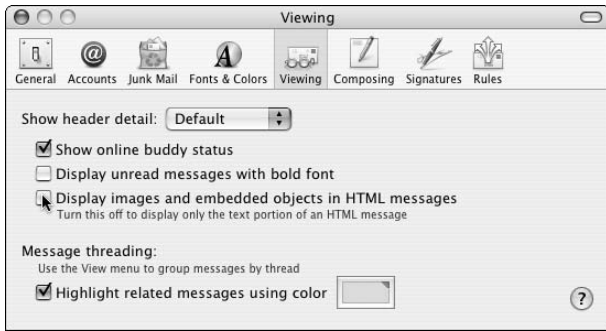 Viewing
General Accounts Junk Mail Fonts & Colors Viewing Composing Signatures Rules
Show header detail: Default
Show online buddy status
Display unread messages with bold font
Display images and embedded objects in HTML messages
Turn this off to display only the text portion of an HTML message
Message threading:
Use the View menu to group messages by thread
Highlight related messages using color
?